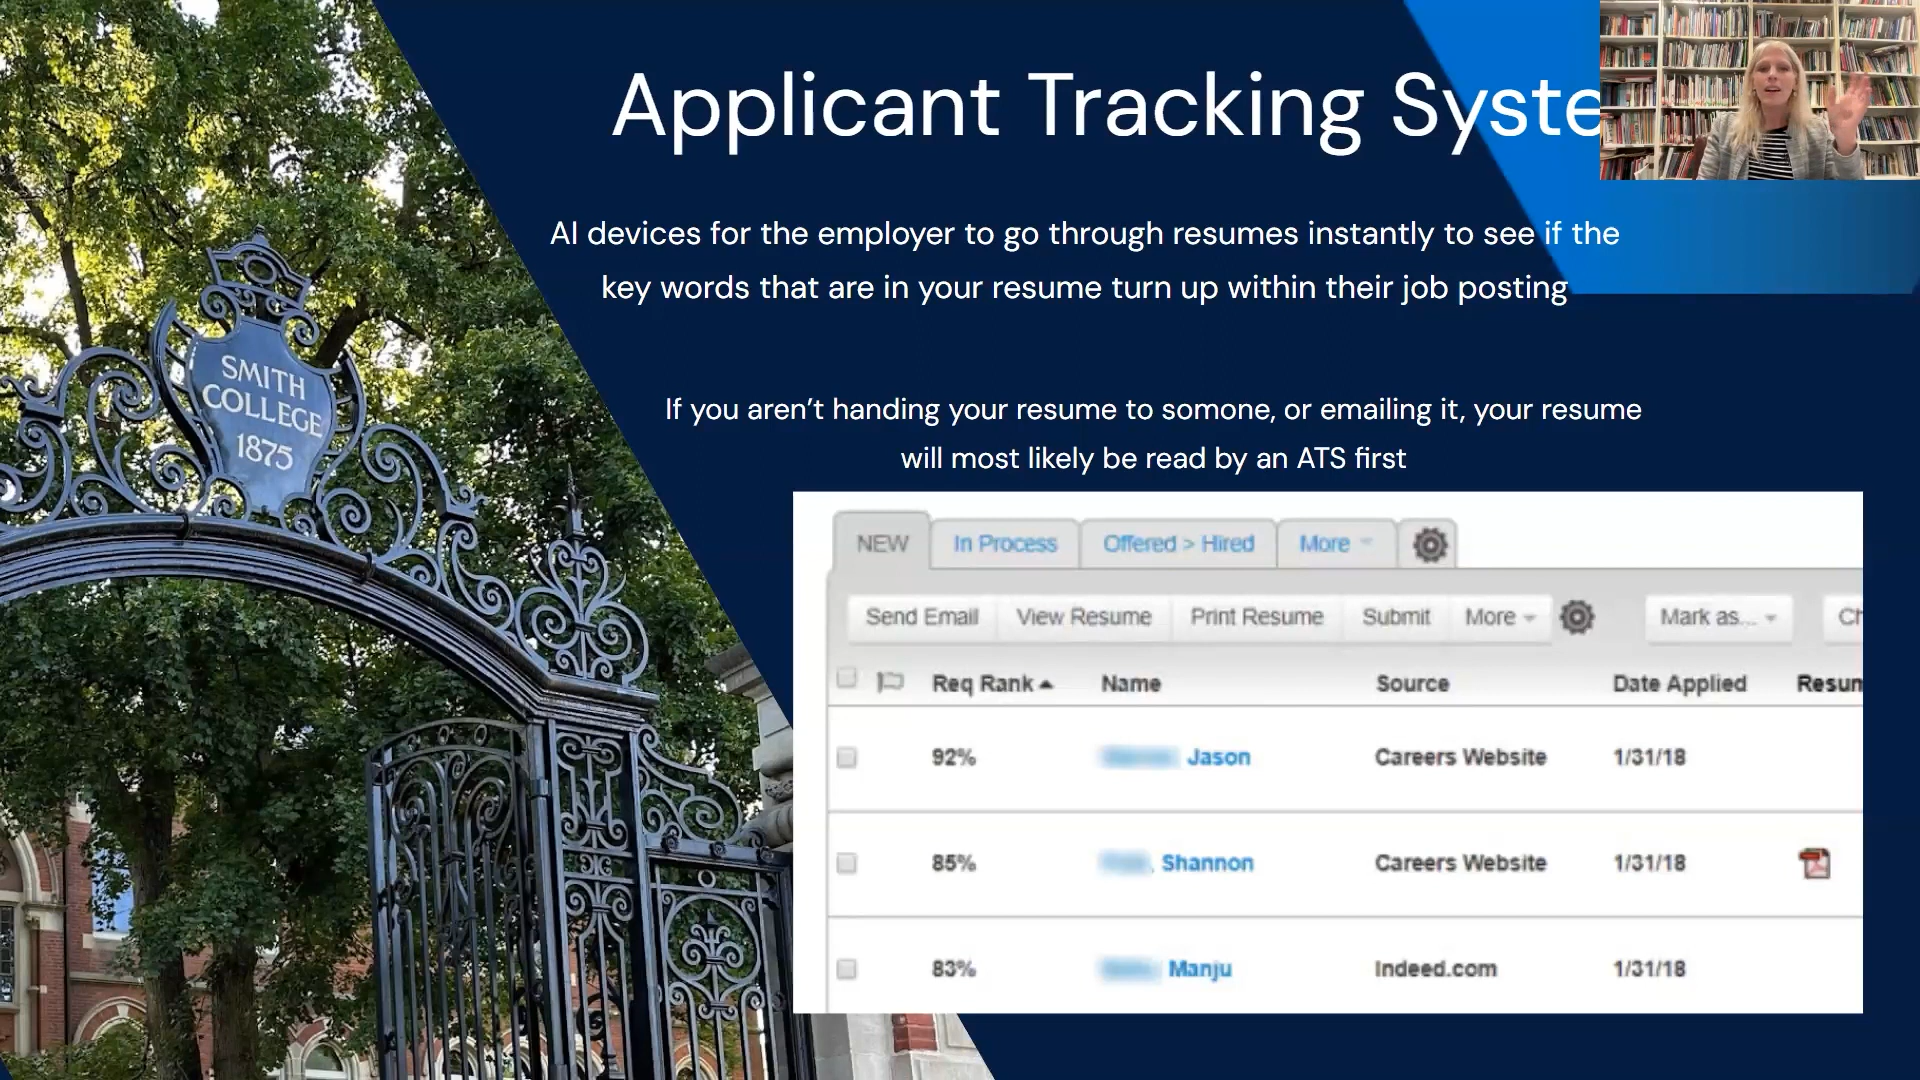 Applicant Tracking Syste
AI devices for the employer to go through resumes instantly to see if the
key words that are in your resume turn up within their job posting
If you aren't handing your resume to somone, or emailing it, your resume
will most likely be read by an ATS first
SMITH
COLLEGE
1875
NEW In Process Offered > Hired More
Send Email View Resume Print Resume Submit More Mark as... Ch
Req Rank Name Source Date Applied Resum
92% Jason Careers Website 1/31/18
85% , Shannon Careers Website 1/31/18
83% Manju Indeed.com 1/31/18